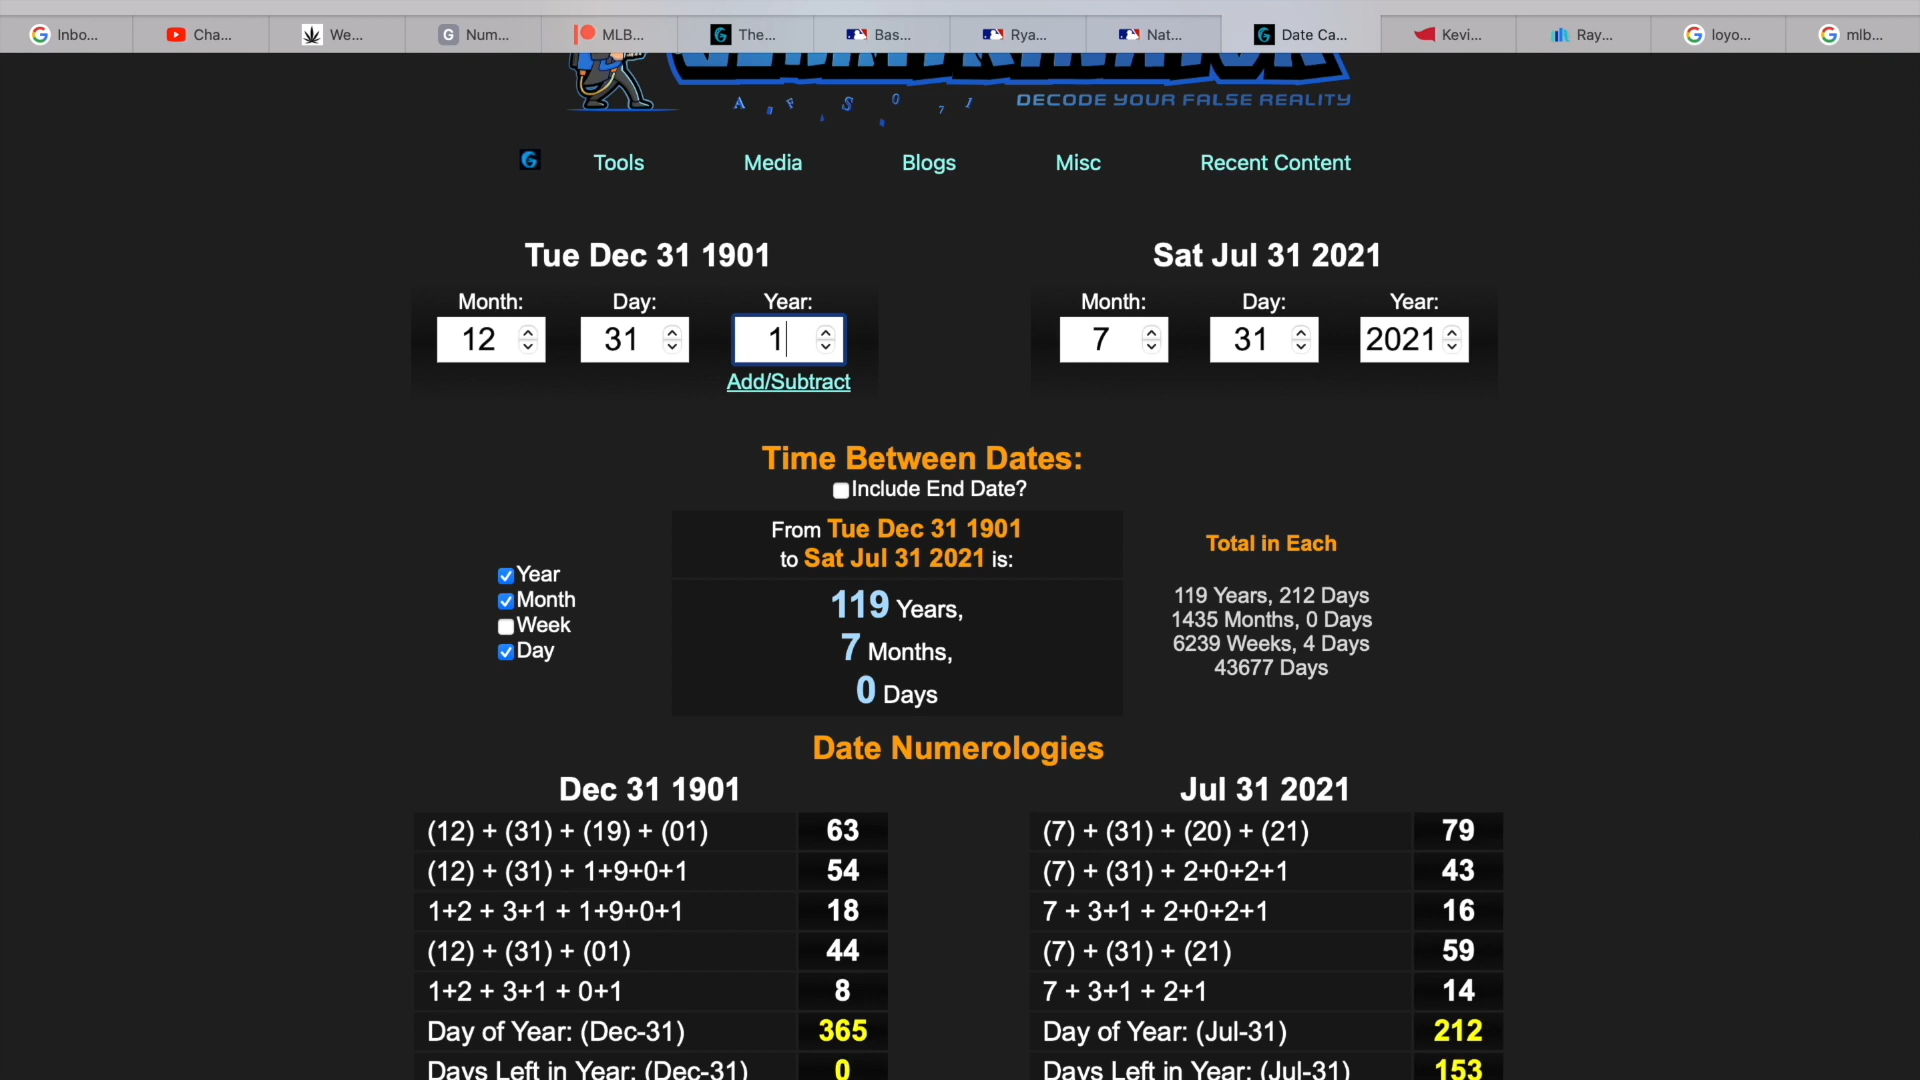 Inbo...
Cha...
We...
Num...
MLB...
The...
Bas...
Rya...
Nat...
Date Ca...
Kevi...
Ray...
loyo...
mlb...
DECODE YOUR FALSE REALITY
Tools
Media
Blogs
Misc
Recent Content
Tue Dec 31 1901
Month: Day: Year:
12 31 1
Add/Subtract
Sat Jul 31 2021
Month: Day: Year:
7 31 2021
Time Between Dates:
Include End Date?
Year
Month
Week
Day
From Tue Dec 31 1901
to Sat Jul 31 2021 is:
119 Years,
7 Months,
0 Days
Total in Each
119 Years, 212 Days
1435 Months, 0 Days
6239 Weeks, 4 Days
43677 Days
Date Numerologies
Dec 31 1901
(12) + (31) + (19) + (01) 63
(12) + (31) + 1+9+0+1 54
1+2 + 3+1 + 1+9+0+1 18
(12) + (31) + (01) 44
1+2 + 3+1 + 0+1 8
Day of Year: (Dec-31) 365
Days Left in Year: (Dec-31) 0
Jul 31 2021
(7) + (31) + (20) + (21) 79
(7) + (31) + 2+0+2+1 43
7 + 3+1 + 2+0+2+1 16
(7) + (31) + (21) 59
7 + 3+1 + 2+1 14
Day of Year: (Jul-31) 212
Days Left in Year: (Jul-31) 153